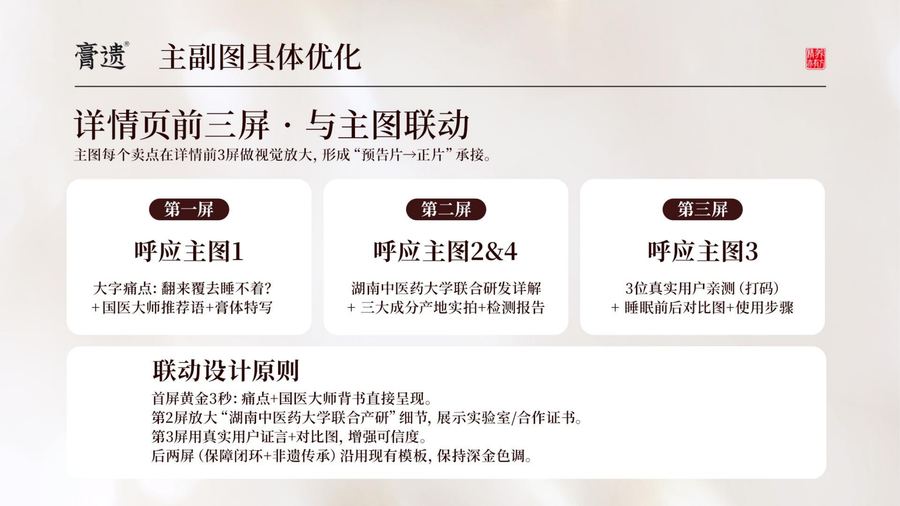 膏遗®
主副图具体优化
详情页前三屏·与主图联动
主图每个卖点在详情前3屏做视觉放大，形成“预告片→正片”承接。
第一屏
呼应主图1
大字痛点：翻来覆去睡不着？
+国医大师推荐语+膏体特写
第二屏
呼应主图2&4
湖南中医药大学联合研发详解
+ 三大成分产地实拍+检测报告
第三屏
呼应主图3
3位真实用户亲测（打码）
+ 睡眠前后对比图+使用步骤
联动设计原则
首屏黄金3秒：痛点+国医大师背书直接呈现。
第2屏放大“湖南中医药大学联合产研”细节，展示实验室/合作证书。
第3屏用真实用户证言+对比图，增强可信度。
后两屏（保障闭环+非遗传承）沿用现有模板，保持深金色调。